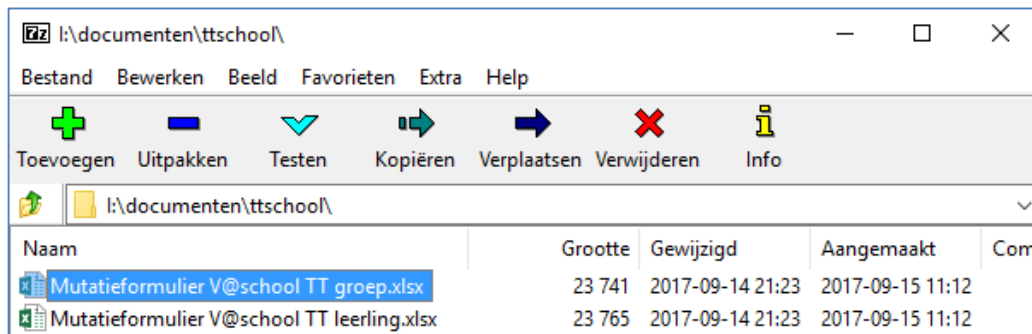 7z I:\documenten\ttschool\
Bestand Bewerken Beeld Favorieten Extra Help
Toevoegen Uitpakken Testen Kopiëren Verplaatsen Verwijderen Info
I:\documenten\ttschool\
Naam Grootte Gewijzigd Aangemaakt Com
Mutatieformulier V@school TT groep.xlsx 23 741 2017-09-14 21:23 2017-09-15 11:12
Mutatieformulier V@school TT leerling.xlsx 23 765 2017-09-14 21:23 2017-09-15 11:12